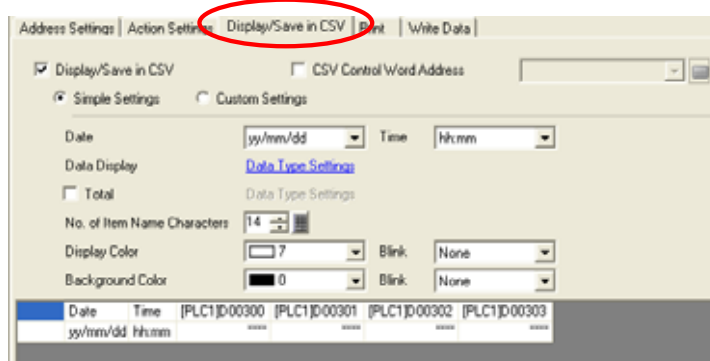 Address Settings Action Settings Display/Save in CSV Print Write Data
Display/Save in CSV CSV Control Word Address
Simple Settings Custom Settings
Date yy/mm/dd Time hh:mm
Data Display Data Type Settings
Total Data Type Settings
No. of Item Name Characters 14
Display Color 7 Blink None
Background Color 0 Blink None
Date Time [PLC1]D00300 [PLC1]D00301 [PLC1]D00302 [PLC1]D00303
yy/mm/dd hh:mm **** **** **** ****